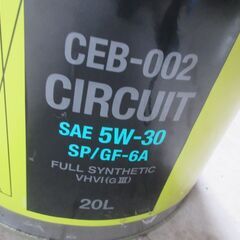 CEB-002
CIRCUIT
SAE 5W-30
SP/GF-6A
FULL SYNTHETIC
VHVI(GⅢ)
20L